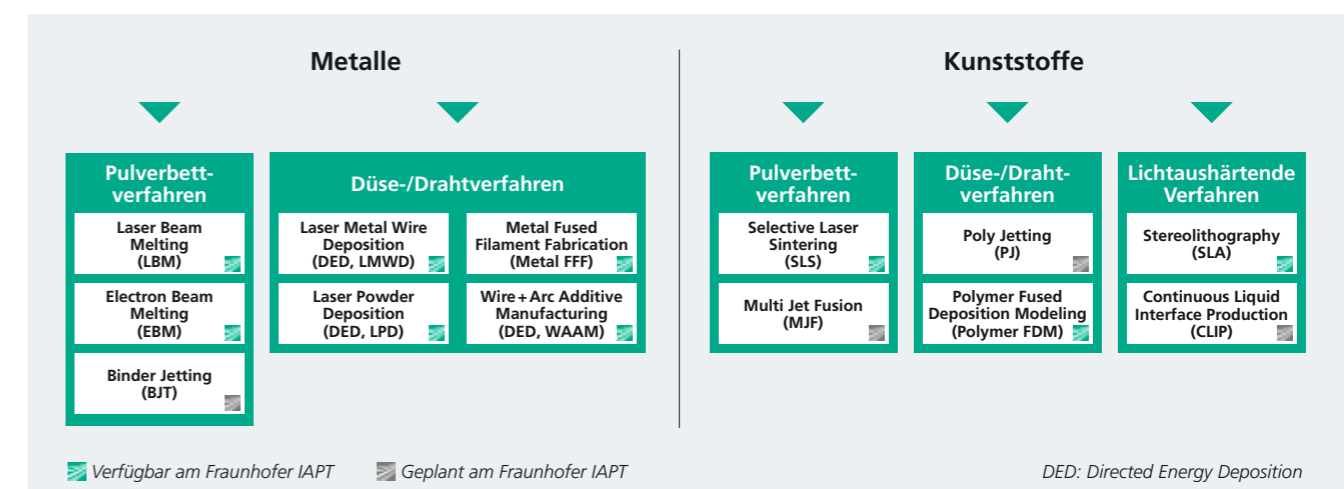 Metalle
Pulverbett-
verfahren
Laser Beam
Melting
(LBM)
Electron Beam
Melting
(EBM)
Binder Jetting
(BJT)
Düse-/Drahtverfahren
Laser Metal Wire
Deposition
(DED, LMWD)
Metal Fused
Filament Fabrication
(Metal FFF)
Laser Powder
Deposition
(DED, LPD)
Wire+Arc Additive
Manufacturing
(DED, WAAM)
Kunststoffe
Pulverbett-
verfahren
Selective Laser
Sintering
(SLS)
Multi Jet Fusion
(MJF)
Düse-/Draht-
verfahren
Poly Jetting
(PJ)
Polymer Fused
Deposition Modeling
(Polymer FDM)
Lichtaushärtende
Verfahren
Stereolithography
(SLA)
Continuous Liquid
Interface Production
(CLIP)
Verfügbar am Fraunhofer IAPT
Geplant am Fraunhofer IAPT
DED: Directed Energy Deposition